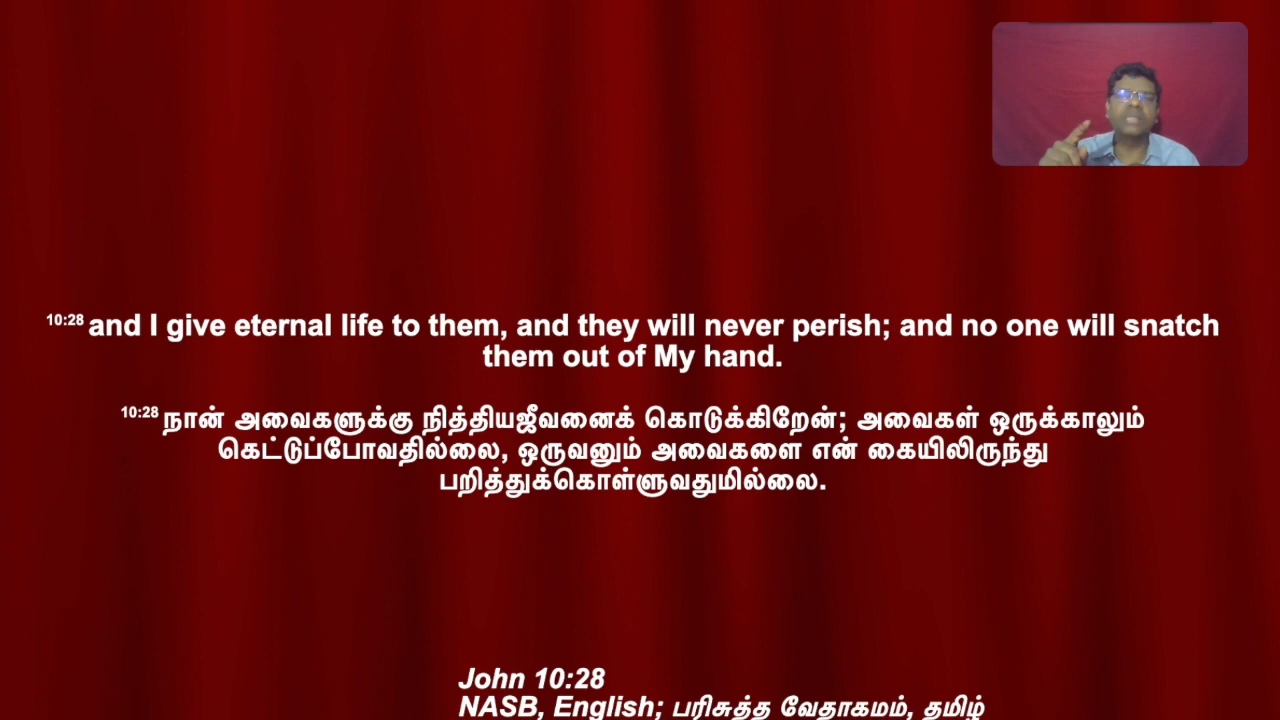 10:28 and I give eternal life to them, and they will never perish; and no one will snatch
them out of My hand.
10:28 நான் அவைகளுக்கு நித்தியஜீவனைக் கொடுக்கிறேன்; அவைகள் ஒருக்காலும்
கெட்டுப்போவதில்லை, ஒருவனும் அவைகளை என் கையிலிருந்து
பறித்துக்கொள்ளுவதுமில்லை.
John 10:28
NASB, English; பரிசுத்த வேதாகமம், தமிழ்